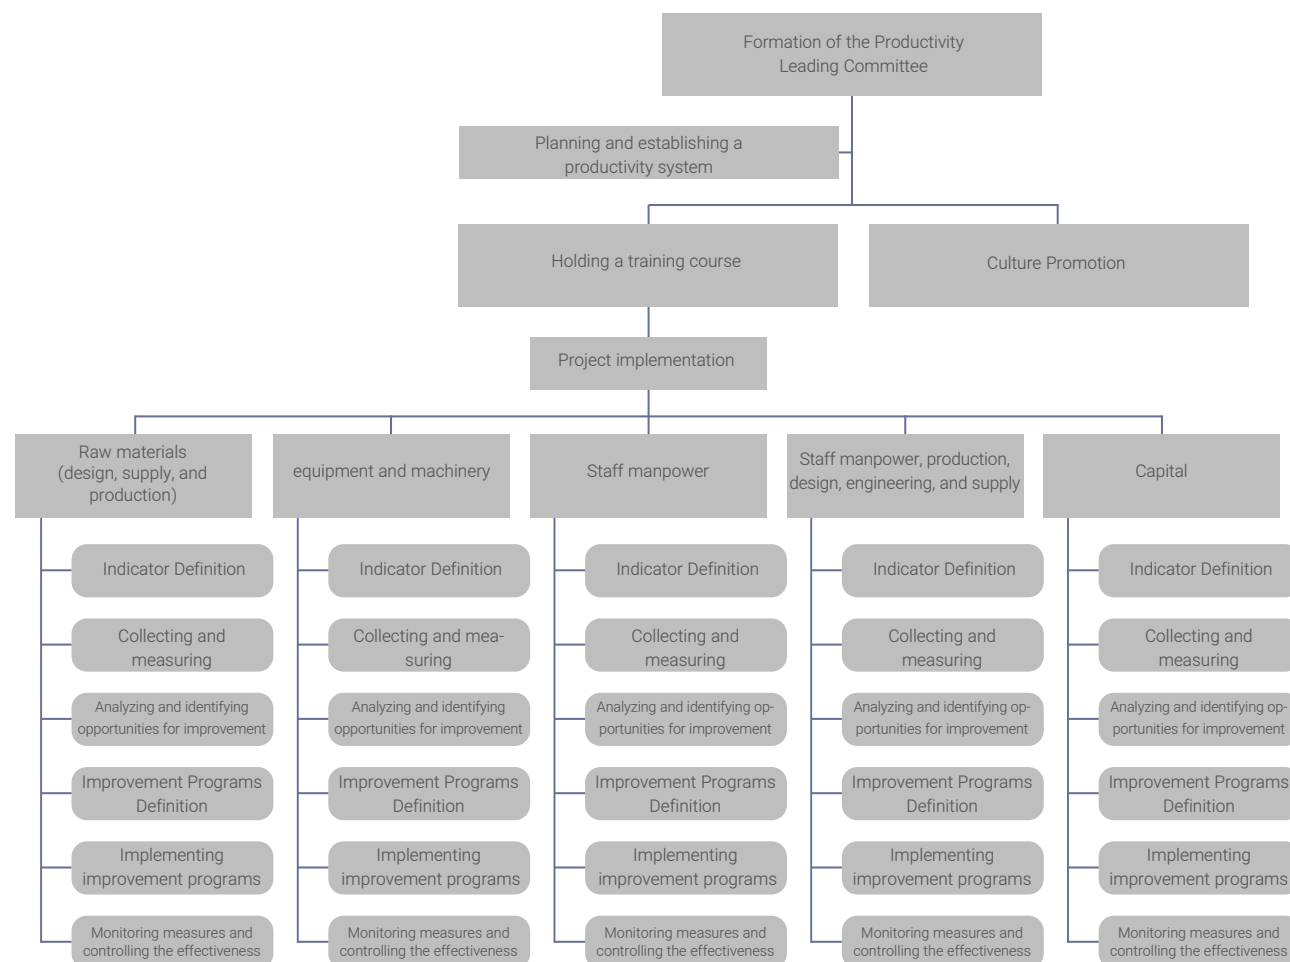 Formation of the Productivity
Leading Committee
Planning and establishing a
productivity system
Holding a training course
Culture Promotion
Project implementation
Raw materials
(design, supply, and
production)
equipment and machinery
Staff manpower
Staff manpower, production,
design, engineering, and supply
Capital
Indicator Definition
Indicator Definition
Indicator Definition
Indicator Definition
Indicator Definition
Collecting and
measuring
Collecting and mea-
suring
Collecting and
measuring
Collecting and
measuring
Collecting and
measuring
Analyzing and identifying
opportunities for improvement
Analyzing and identifying
opportunities for improvement
Analyzing and identifying op-
portunities for improvement
Analyzing and identifying op-
portunities for improvement
Analyzing and identifying op-
portunities for improvement
Improvement Programs
Definition
Improvement Programs
Definition
Improvement Programs
Definition
Improvement Programs
Definition
Improvement Programs
Definition
Implementing
improvement programs
Implementing
improvement programs
Implementing
improvement programs
Implementing
improvement programs
Implementing
improvement programs
Monitoring measures and
controlling the effectiveness
Monitoring measures and
controlling the effectiveness
Monitoring measures and
controlling the effectiveness
Monitoring measures and
controlling the effectiveness
Monitoring measures and
controlling the effectiveness